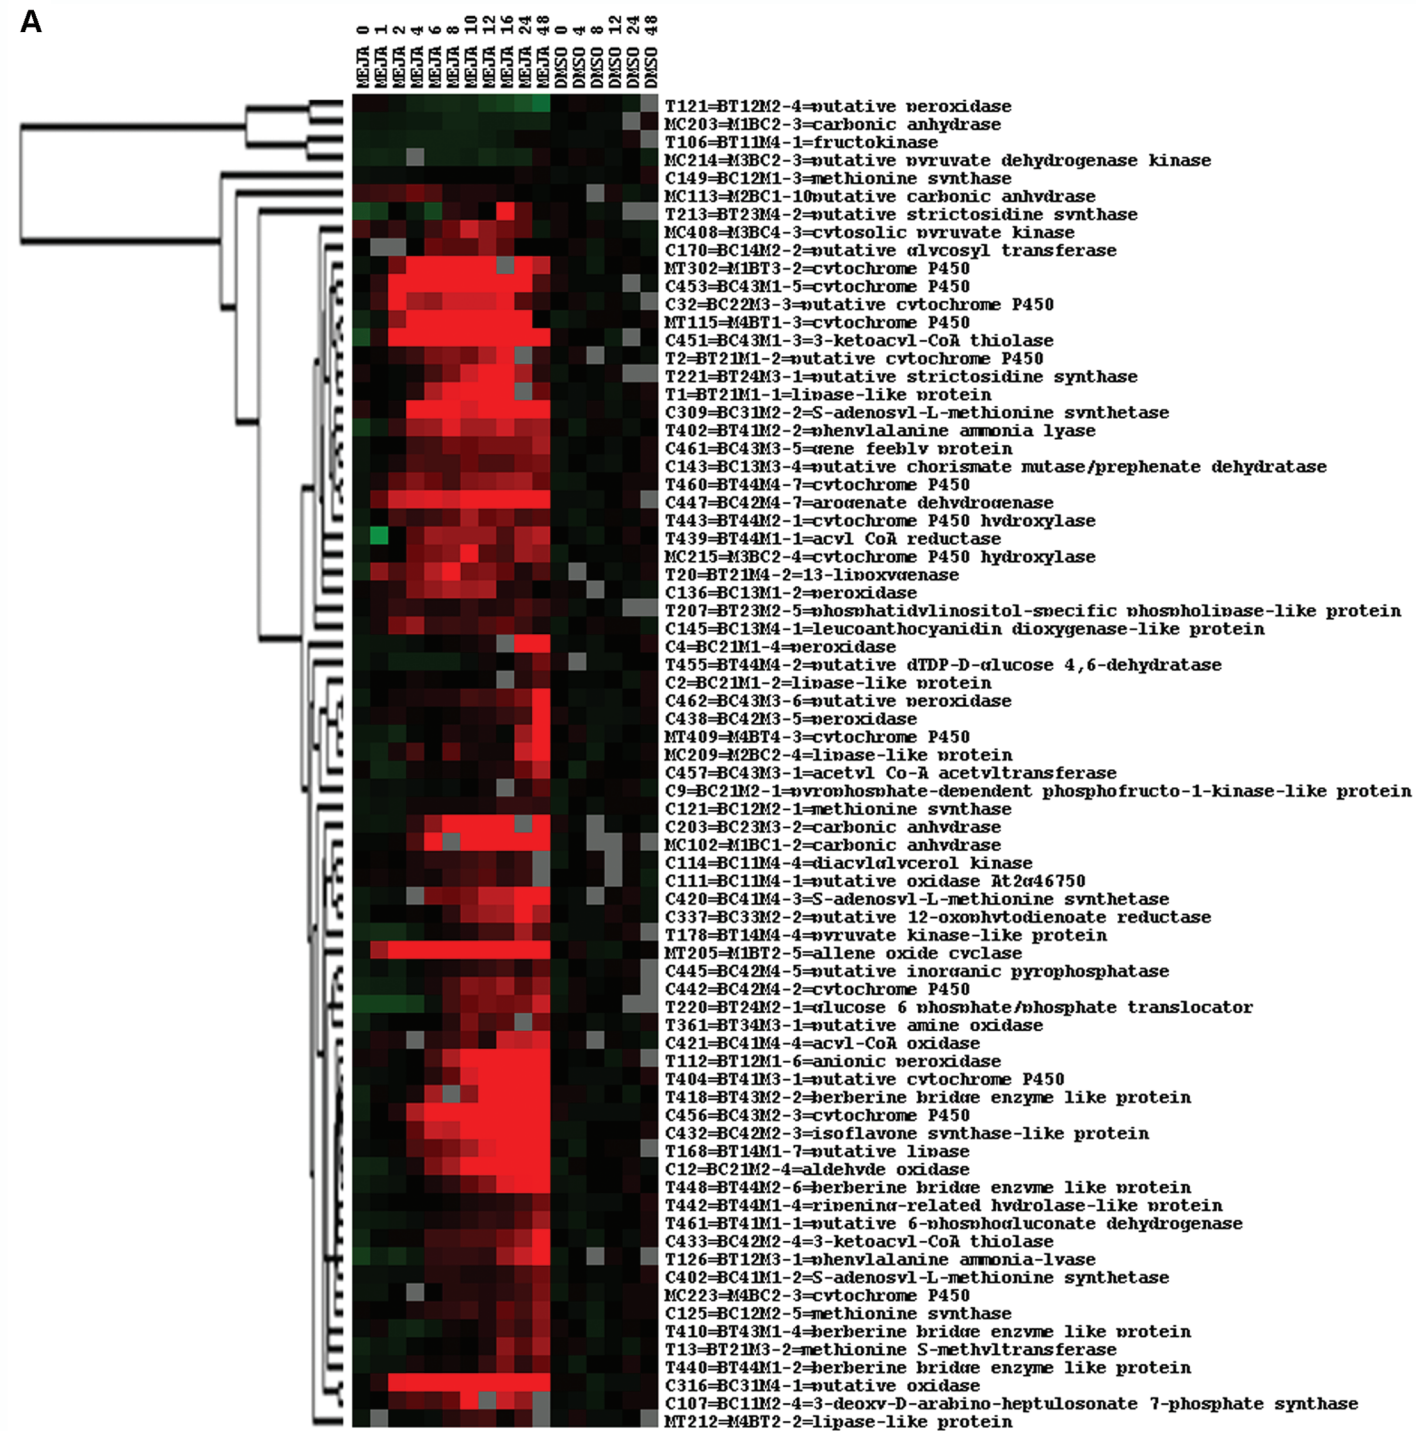 A
MEJA 0
MEJA 1
MEJA 2
MEJA 4
MEJA 6
MEJA 8
MEJA 10
MEJA 12
MEJA 16
MEJA 24
MEJA 48
DMSO 0
DMSO 4
DMSO 8
DMSO 12
DMSO 24
DMSO 48
T121=BT12M2-4=putative peroxidase
MC203=M1BC2-3=carbonic anhydrase
T106=BT11M4-1=fructokinase
MC214=M3BC2-3=putative pyruvate dehydrogenase kinase
C149=BC12M1-3=methionine synthase
MC113=M2BC1-10putative carbonic anhydrase
T213=BT23M4-2=putative strictosidine synthase
MC408=M3BC4-3=cytosolic pyruvate kinase
C170=BC14M2-2=putative glycosyl transferase
MT302=M1BT3-2=cytochrome P450
C453=BC43M1-5=cytochrome P450
C32=BC22M3-3=putative cytochrome P450
MT115=M4BT1-3=cytochrome P450
C451=BC43M1-3=3-ketoacyl-CoA thiolase
T2=BT21M1-2=putative cytochrome P450
T221=BT24M3-1=putative strictosidine synthase
T1=BT21M1-1=lipase-like protein
C309=BC31M2-2=S-adenosyl-L-methionine synthetase
T402=BT41M2-2=phenylalanine ammonia lyase
C461=BC43M3-5=gene feebly protein
C143=BC13M3-4=putative chorismate mutase/prephenate dehydratase
T460=BT44M4-7=cytochrome P450
C447=BC42M4-7=arogenate dehydrogenase
T443=BT44M2-1=cytochrome P450 hydroxylase
T439=BT44M1-1=acyl CoA reductase
MC215=M3BC2-4=cytochrome P450 hydroxylase
T20=BT21M4-2=13-lipoxygenase
C136=BC13M1-2=peroxidase
T207=BT23M2-5=phosphatidylinositol-specific phospholipase-like protein
C145=BC13M4-1=leucoanthocyanidin dioxygenase-like protein
C4=BC21M1-4=peroxidase
T455=BT44M4-2=putative dTDP-D-glucose 4,6-dehydratase
C2=BC21M1-2=lipase-like protein
C462=BC43M3-6=putative peroxidase
C438=BC42M3-5=peroxidase
MT409=M4BT4-3=cytochrome P450
MC209=M2BC2-4=lipase-like protein
C457=BC43M3-1=acetyl Co-A acetyltransferase
C9=BC21M2-1=pyrophosphate-dependent phosphofructo-1-kinase-like protein
C121=BC12M2-1=methionine synthase
C203=BC23M3-2=carbonic anhydrase
MC102=M1BC1-2=carbonic anhydrase
C114=BC11M4-4=diacylglycerol kinase
C111=BC11M4-1=putative oxidase At2g46750
C420=BC41M4-3=S-adenosyl-L-methionine synthetase
C337=BC33M2-2=putative 12-oxophytodienoate reductase
T178=BT14M4-4=pyruvate kinase-like protein
MT205=M1BT2-5=allene oxide cyclase
C445=BC42M4-5=putative inorganic pyrophosphatase
C442=BC42M4-2=cytochrome P450
T220=BT24M2-1=glucose 6 phosphate/phosphate translocator
T361=BT34M3-1=putative amine oxidase
C421=BC41M4-4=acyl-CoA oxidase
T112=BT12M1-6=anionic peroxidase
T404=BT41M3-1=putative cytochrome P450
T418=BT43M2-2=berberine bridge enzyme like protein
C456=BC43M2-3=cytochrome P450
C432=BC42M2-3=isoflavone synthase-like protein
T168=BT14M1-7=putative lipase
C12=BC21M2-4=aldehyde oxidase
T448=BT44M2-6=berberine bridge enzyme like protein
T442=BT44M1-4=ripening-related hydrolase-like protein
T461=BT41M1-1=putative 6-phosphogluconate dehydrogenase
C433=BC42M2-4=3-ketoacyl-CoA thiolase
T126=BT12M3-1=phenylalanine ammonia-lyase
C402=BC41M1-2=S-adenosyl-L-methionine synthetase
MC223=M4BC2-3=cytochrome P450
C125=BC12M2-5=methionine synthase
T410=BT43M1-4=berberine bridge enzyme like protein
T13=BT21M3-2=methionine S-methyltransferase
T440=BT44M1-2=berberine bridge enzyme like protein
C316=BC31M4-1=putative oxidase
C107=BC11M2-4=3-deoxy-D-arabino-heptulosonate 7-phosphate synthase
MT212=M4BT2-2=lipase-like protein